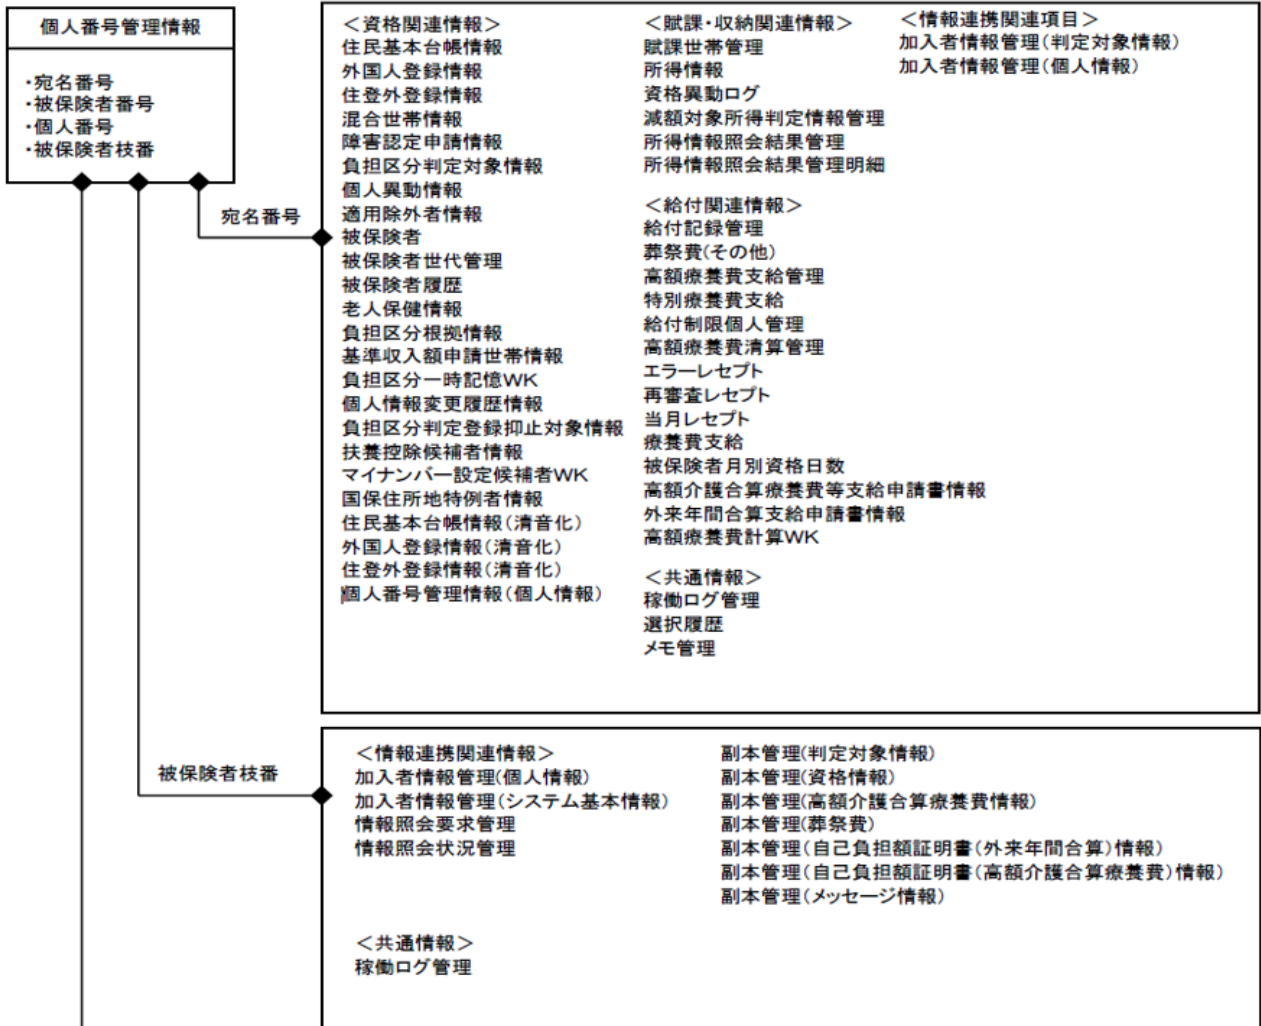 個人番号管理情報
・宛名番号
・被保険者番号
・個人番号
・被保険者枝番
宛名番号
＜資格関連情報＞
住民基本台帳情報
外国人登録情報
住登外登録情報
混合世帯情報
障害認定申請情報
負担区分判定対象情報
個人異動情報
適用除外者情報
被保険者
被保険者世代管理
被保険者履歴
老人保健情報
負担区分根拠情報
基準収入額申請世帯情報
負担区分一時記憶WK
個人情報変更履歴情報
負担区分判定登録抑止対象情報
扶養控除候補者情報
マイナンバー設定候補者WK
国保住所地特例者情報
住民基本台帳情報(清音化)
外国人登録情報(清音化)
住登外登録情報(清音化)
個人番号管理情報(個人情報)
＜賦課・収納関連情報＞
賦課世帯管理
所得情報
資格異動ログ
減額対象所得判定情報管理
所得情報照会結果管理
所得情報照会結果管理明細
＜給付関連情報＞
給付記録管理
葬祭費(その他)
高額療養費支給管理
特別療養費支給
給付制限個人管理
高額療養費清算管理
エラーレセプト
再審査レセプト
当月レセプト
療養費支給
被保険者月別資格日数
高額介護合算療養費等支給申請書情報
外来年間合算支給申請書情報
高額療養費計算WK
＜共通情報＞
稼働ログ管理
選択履歴
メモ管理
＜情報連携関連項目＞
加入者情報管理(判定対象情報)
加入者情報管理(個人情報)
被保険者枝番
＜情報連携関連情報＞
加入者情報管理(個人情報)
加入者情報管理(システム基本情報)
情報照会要求管理
情報照会状況管理
＜共通情報＞
稼働ログ管理
副本管理(判定対象情報)
副本管理(資格情報)
副本管理(高額介護合算療養費情報)
副本管理(葬祭費)
副本管理(自己負担額証明書(外来年間合算)情報)
副本管理(自己負担額証明書(高額介護合算療養費)情報)
副本管理(メッセージ情報)